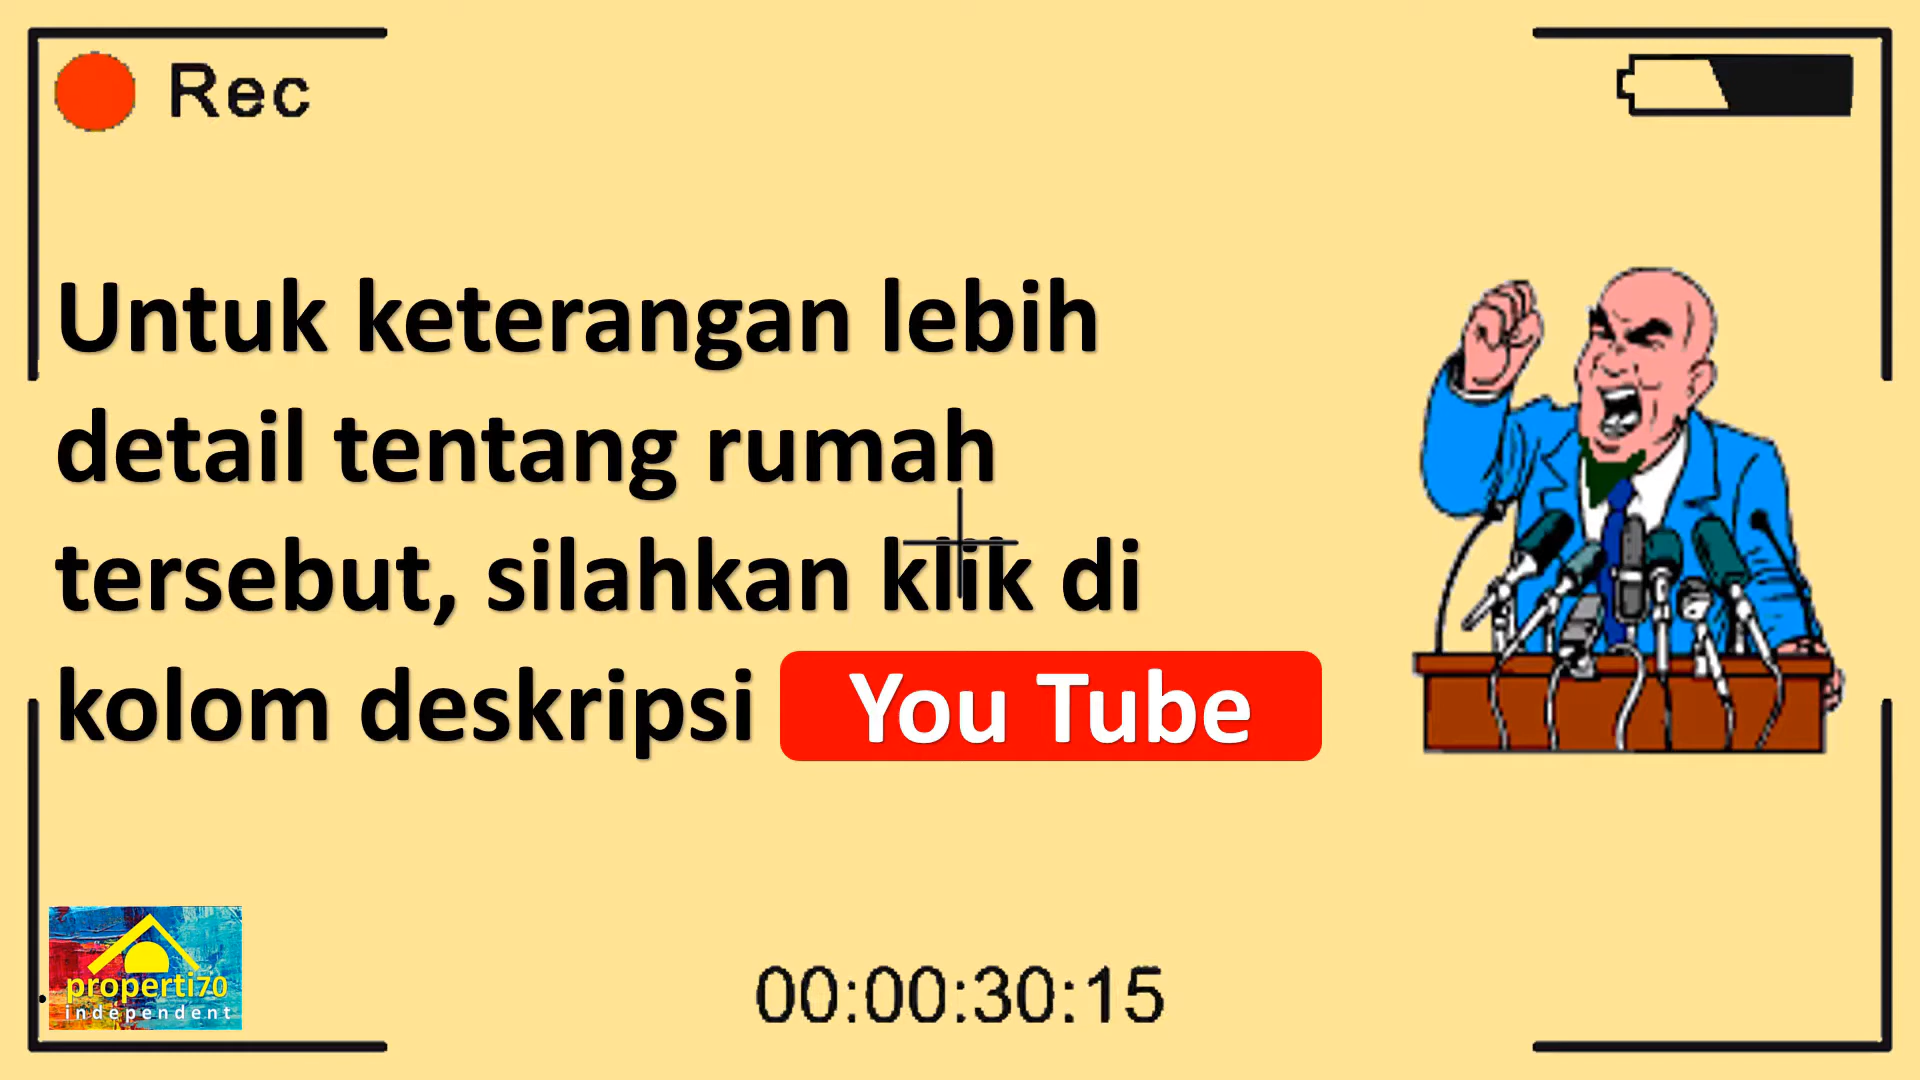 Rec
Untuk keterangan lebih
detail tentang rumah
tersebut, silahkan klik di
kolom deskripsi You Tube
properti70
independent
00:00:30:15